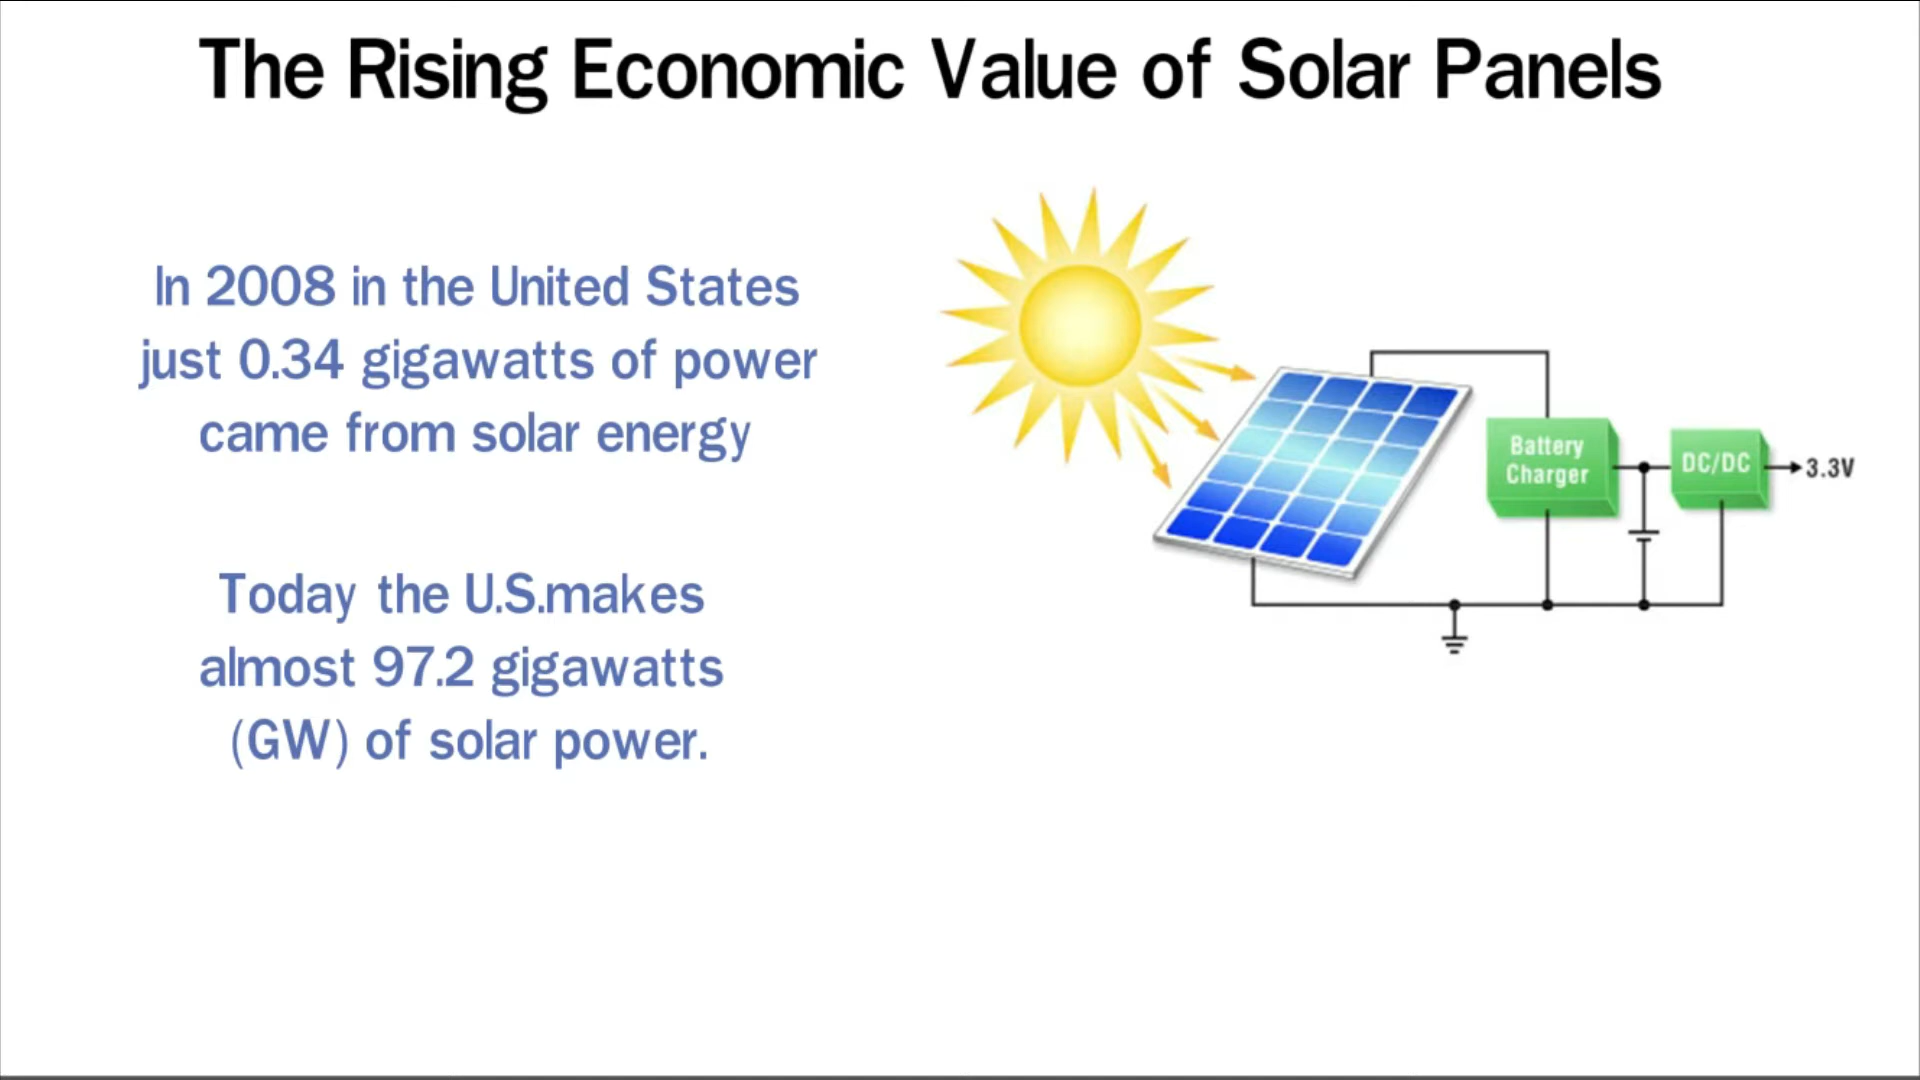 The Rising Economic Value of Solar Panels
In 2008 in the United States
just 0.34 gigawatts of power
came from solar energy
Today the U.S.makes
almost 97.2 gigawatts
(GW) of solar power.
Battery
Charger
DC/DC
3.3V